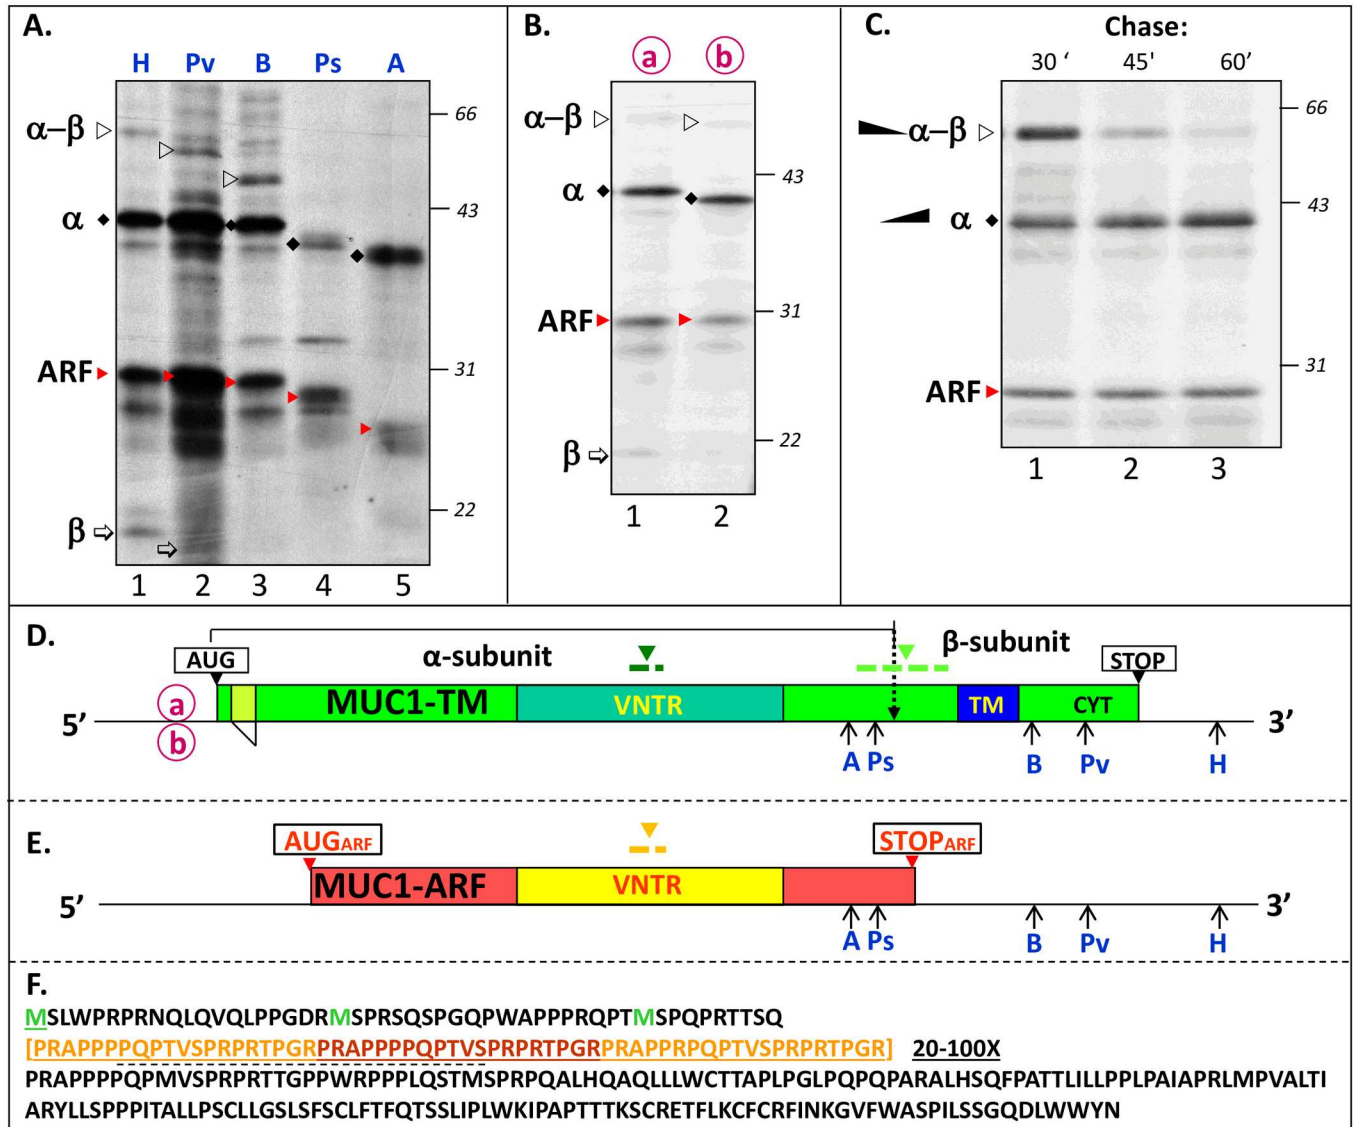 A.
H Pv B Ps A
α–β
α
ARF
β
66
43
31
22
1 2 3 4 5
B.
a b
α–β
α
ARF
β
43
31
22
1 2
C.
Chase:
30 ‘ 45' 60’
α–β
α
ARF
66
43
31
1 2 3
D.
AUG
α-subunit
β-subunit
STOP
a
b
MUC1-TM
VNTR
TM
CYT
5’
3’
A Ps B Pv H
E.
AUGARF
STOPARF
MUC1-ARF
VNTR
5’
3’
A Ps B Pv H
F.
MSLWPRPRNQLQVQLPPGDRMSPRSQSPGQPWAPPPRQPTMSPQPRTTSQ
[PRAPPPPQPTVSPRPRTPGRPRAPPPPQPTVSPRPRTPGRPRAPPRPQPTVSPRPRTPGR] 20-100X
PRAPPPPQPMVSPRPRTTGPPWRPPPLQSTMSPRPQALHQAQLLLWCTTAPLPGLPQPQPARALHSQFPATTLILLPPLPAIAPRLMPVALTI
ARYLLSPPPITALLPSCLLGSLSFSCLFTFQTSSLIPLWKIPAPTTTKSCRETFLKCFCRFINKGVFWASPILSSGQDLWWYN